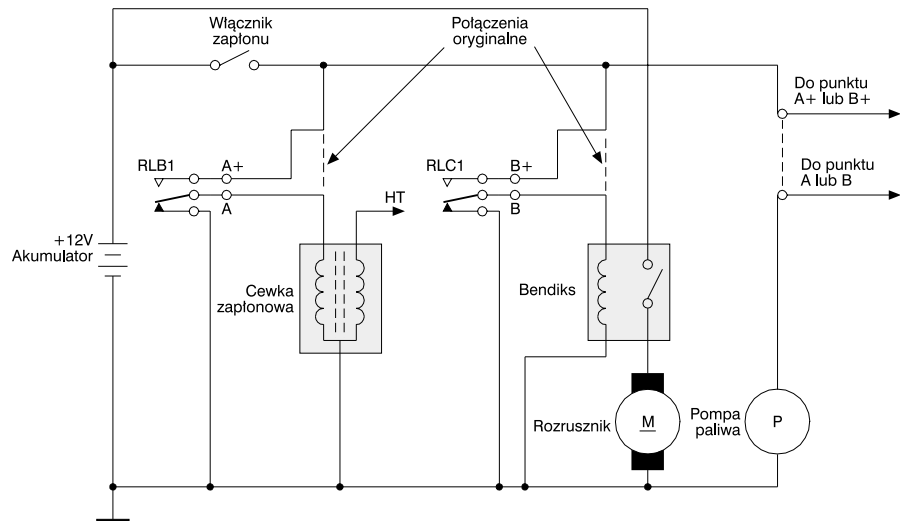 Włącznik
zapłonu
Połączenia
oryginalne
Do punktu
A+ lub B+
Do punktu
A lub B
RLB1
A+
A
HT
RLC1
B+
B
+12V
Akumulator
Cewka
zapłonowa
Bendiks
Rozrusznik
M
Pompa
paliwa
P